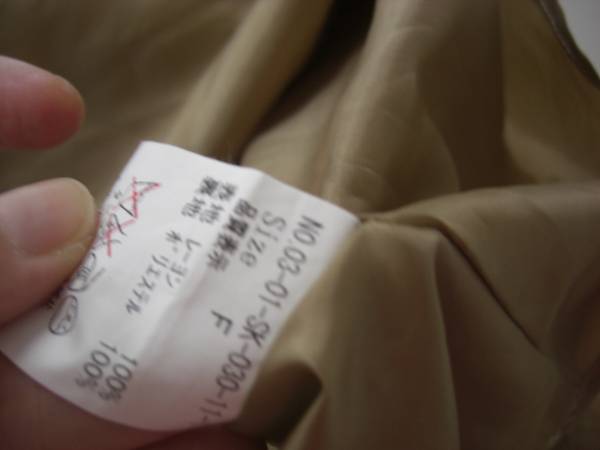 NO.03-01-SK-030-11-
Size F
品質表示
表地 レーヨン 100%
裏地 ポリエステル 100%